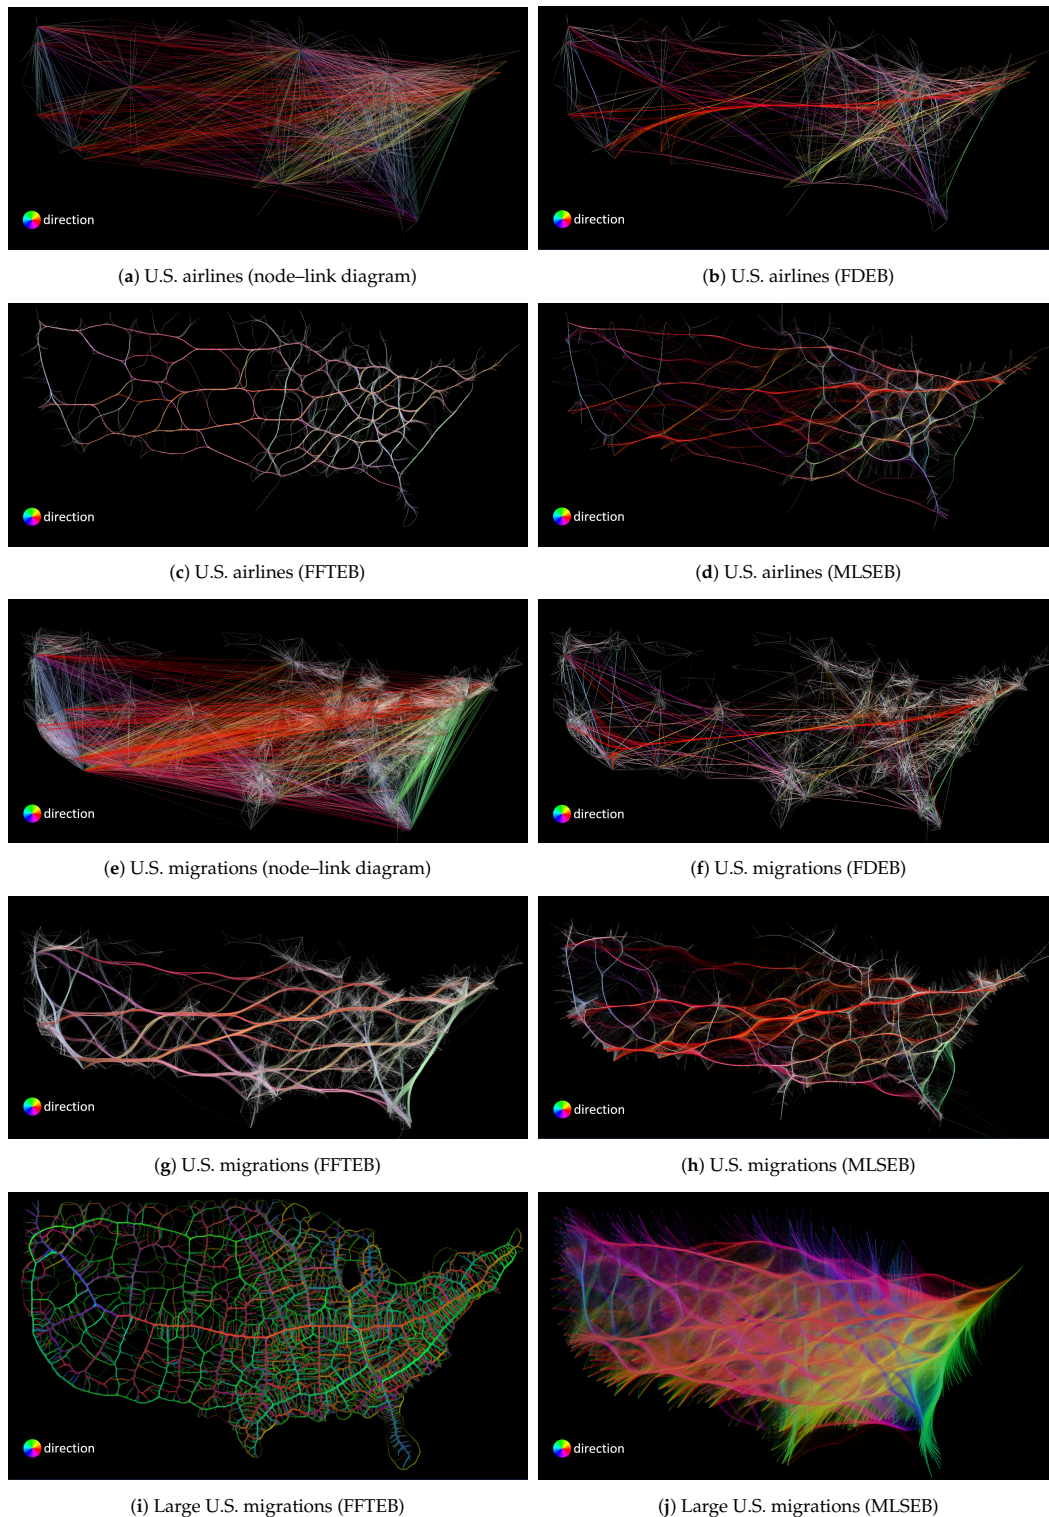 direction
direction
(a) U.S. airlines (node–link diagram)
(b) U.S. airlines (FDEB)
direction
direction
(c) U.S. airlines (FFTEB)
(d) U.S. airlines (MLSEB)
direction
direction
(e) U.S. migrations (node–link diagram)
(f) U.S. migrations (FDEB)
direction
direction
(g) U.S. migrations (FFTEB)
(h) U.S. migrations (MLSEB)
direction
direction
(i) Large U.S. migrations (FFTEB)
(j) Large U.S. migrations (MLSEB)